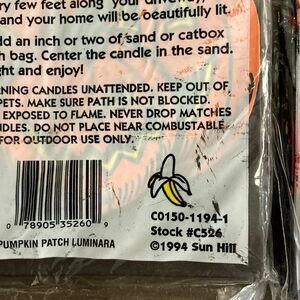 ry few feet along your driveway,
and your home will be beautifully lit.
dd an inch or two of sand or catbox
h bag. Center the candle in the sand.
ght and enjoy!
RNING CANDLES UNATTENDED. KEEP OUT OF
PETS. MAKE SURE PATH IS NOT BLOCKED.
EXPOSED TO FLAME. NEVER DROP MATCHES
NDLES. DO NOT PLACE NEAR COMBUSTABLE
FOR OUTDOOR USE ONLY.
0 78905 35260 9
PUMPKIN PATCH LUMINARA
C0150-1194-1
Stock #C526
©1994 Sun Hill